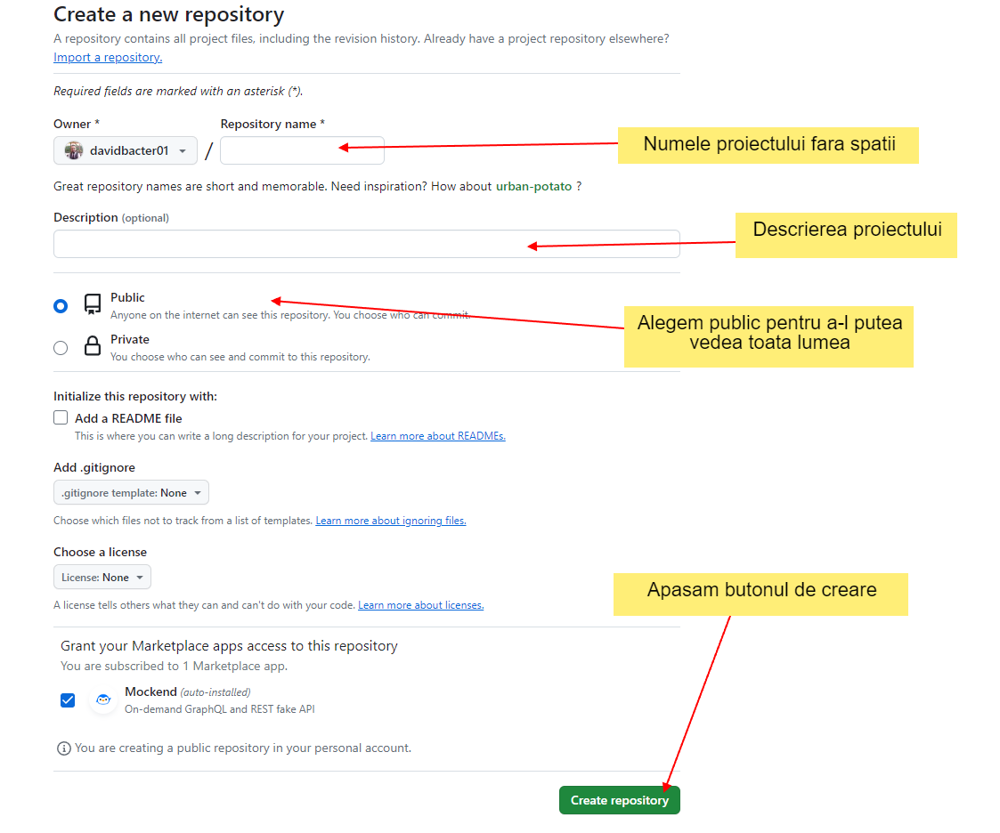 Create a new repository
A repository contains all project files, including the revision history. Already have a project repository elsewhere?
Import a repository.
Required fields are marked with an asterisk (*).
Owner *
Repository name *
davidbacter01
/
Numele proiectului fara spatii
Great repository names are short and memorable. Need inspiration? How about urban-potato ?
Description (optional)
Descrierea proiectului
Public
Anyone on the internet can see this repository. You choose who can commit.
Alegem public pentru a-l putea
vedea toata lumea
Private
You choose who can see and commit to this repository.
Initialize this repository with:
Add a README file
This is where you can write a long description for your project. Learn more about READMEs.
Add .gitignore
.gitignore template: None
Choose which files not to track from a list of templates. Learn more about ignoring files.
Choose a license
License: None
Apasam butonul de creare
A license tells others what they can and can't do with your code. Learn more about licenses.
Grant your Marketplace apps access to this repository
You are subscribed to 1 Marketplace app.
Mockend (auto-installed)
On-demand GraphQL and REST fake API
You are creating a public repository in your personal account.
Create repository